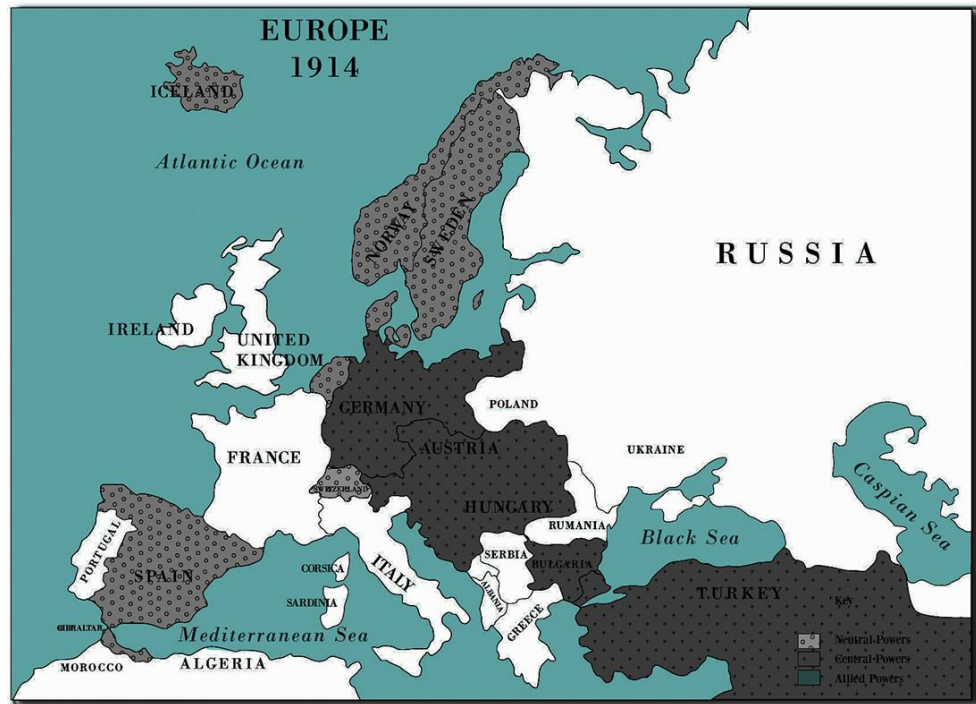 EUROPE
1914
ICELAND
Atlantic Ocean
NORWAY
SWEDEN
RUSSIA
IRELAND
UNITED
KINGDOM
GERMANY
POLAND
AUSTRIA
FRANCE
UKRAINE
SWITZERLAND
HUNGARY
Caspian Sea
RUMANIA
Black Sea
PORTUGAL
SPAIN
CORSICA
ITALY
SERBIA
BULGARIA
SARDINIA
ALBANIA
GREECE
TURKEY
Key
GIBRALTAR
Mediterranean Sea
Neutral Powers
MOROCCO
ALGERIA
Central Powers
Allied Powers